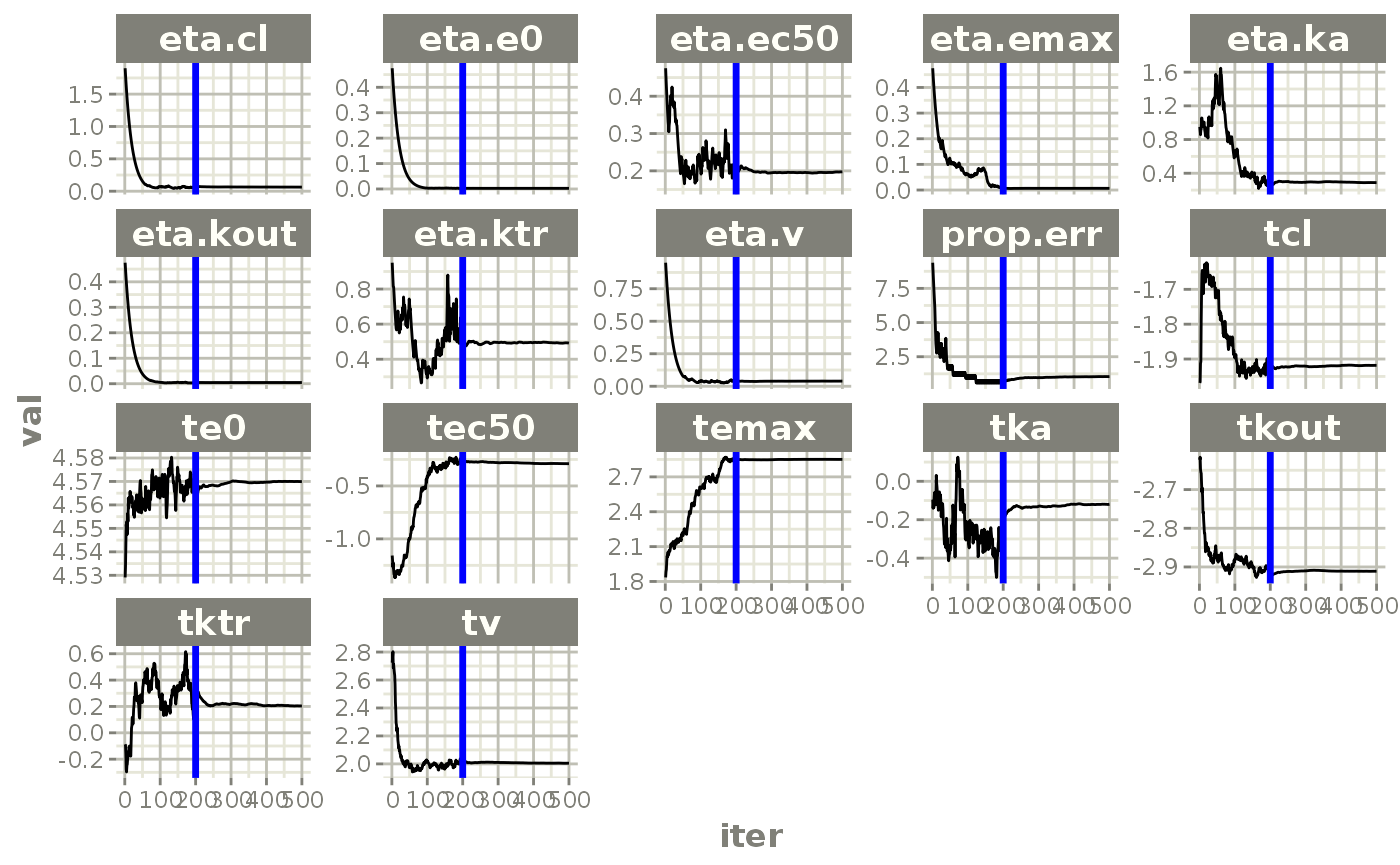 eta.cl eta.e0 eta.ec50 eta.emax eta.ka
1.5 1.0 0.5 0.0
0.4 0.3 0.2 0.1 0.0
0.4 0.3 0.2
0.4 0.3 0.2 0.1 0.0
1.6 1.2 0.8 0.4
eta.kout eta.ktr eta.v prop.err tcl
0.4 0.3 0.2 0.1 0.0
0.8 0.6 0.4
0.75 0.50 0.25 0.00
7.5 5.0 2.5
-1.7 -1.8 -1.9
val
te0 tec50 temax tka tkout
4.58 4.57 4.56 4.55 4.54 4.53
-0.5 -1.0
2.7 2.4 2.1 1.8
0.0 -0.2 -0.4
-2.7 -2.8 -2.9
0 100 200 300 400 500
0 100 200 300 400 500
0 100 200 300 400 500
tktr tv
0.6 0.4 0.2 0.0 -0.2
2.8 2.6 2.4 2.2 2.0
0 100 200 300 400 500
0 100 200 300 400 500
iter